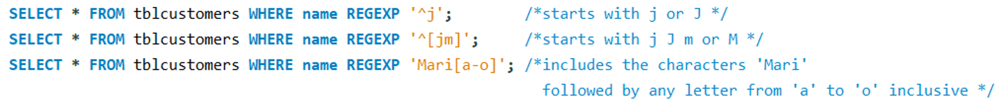 SELECT * FROM tblcustomers WHERE name REGEXP '^j'; /*starts with j or J */
SELECT * FROM tblcustomers WHERE name REGEXP '^[jm]'; /*starts with j J m or M */
SELECT * FROM tblcustomers WHERE name REGEXP 'Mari[a-o]'; /*includes the characters 'Mari'
followed by any letter from 'a' to 'o' inclusive */